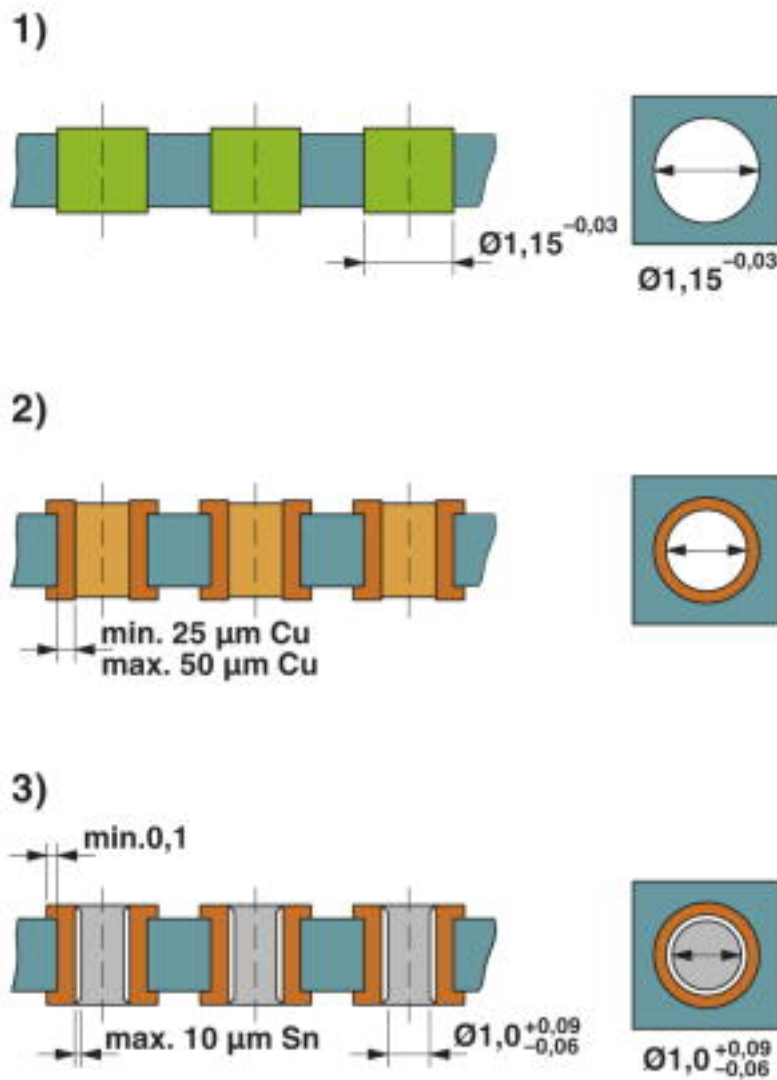 1)
Ø1,15 −0,03
Ø1,15 −0,03
2)
min. 25 µm Cu
max. 50 µm Cu
3)
min.0,1
max. 10 µm Sn
Ø1,0 +0,09 −0,06
Ø1,0 +0,09 −0,06